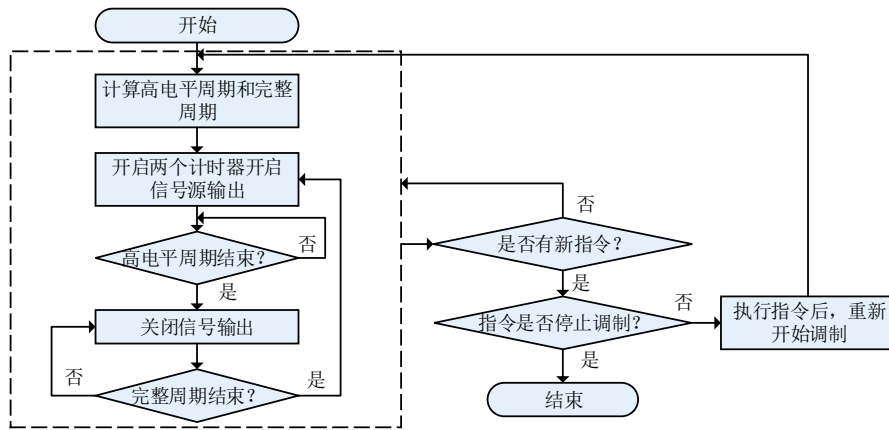 开始
计算高电平周期和完整
周期
开启两个计时器开启
信号源输出
否
高电平周期结束？
是
关闭信号输出
否
完整周期结束？
是
否
是否有新指令？
是
指令是否停止调制？
否
执行指令后，重新
开始调制
是
结束